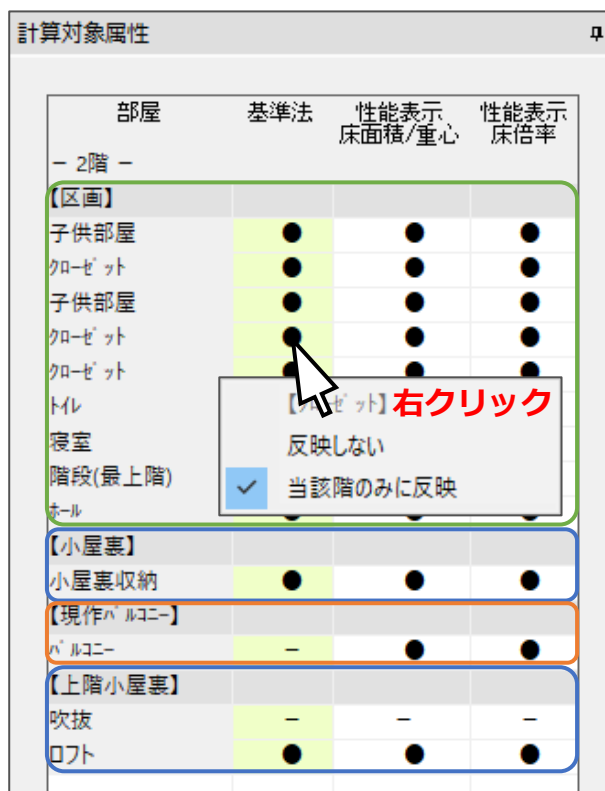 計算対象属性
部屋 基準法 性能表示 床面積/重心 性能表示 床倍率
− 2階 −
【区画】
子供部屋 ● ● ●
ｸﾛｰｾﾞｯﾄ ● ● ●
子供部屋 ● ● ●
ｸﾛｰｾﾞｯﾄ ● ● ●
ｸﾛｰｾﾞｯﾄ ● ● ●
ﾄｲﾚ
寝室
階段(最上階)
ﾎｰﾙ
【ｸﾛｰｾﾞｯﾄ】 右クリック
反映しない
✓ 当該階のみに反映
【小屋裏】
小屋裏収納 ● ● ●
【現作ﾊﾞﾙｺﾆｰ】
ﾊﾞﾙｺﾆｰ − ● ●
【上階小屋裏】
吹抜 − − −
ロフト ● ● ●